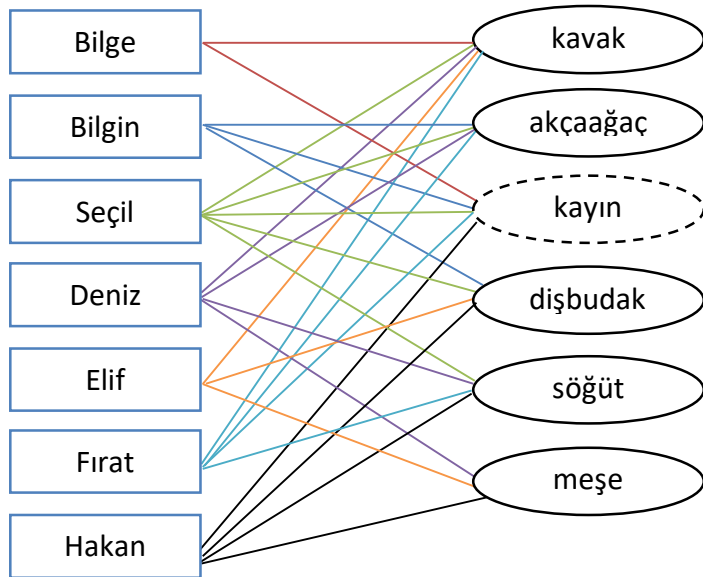 Bilge
kavak
Bilgin
akçaağaç
Seçil
kayın
Deniz
dişbudak
Elif
söğüt
Fırat
meşe
Hakan